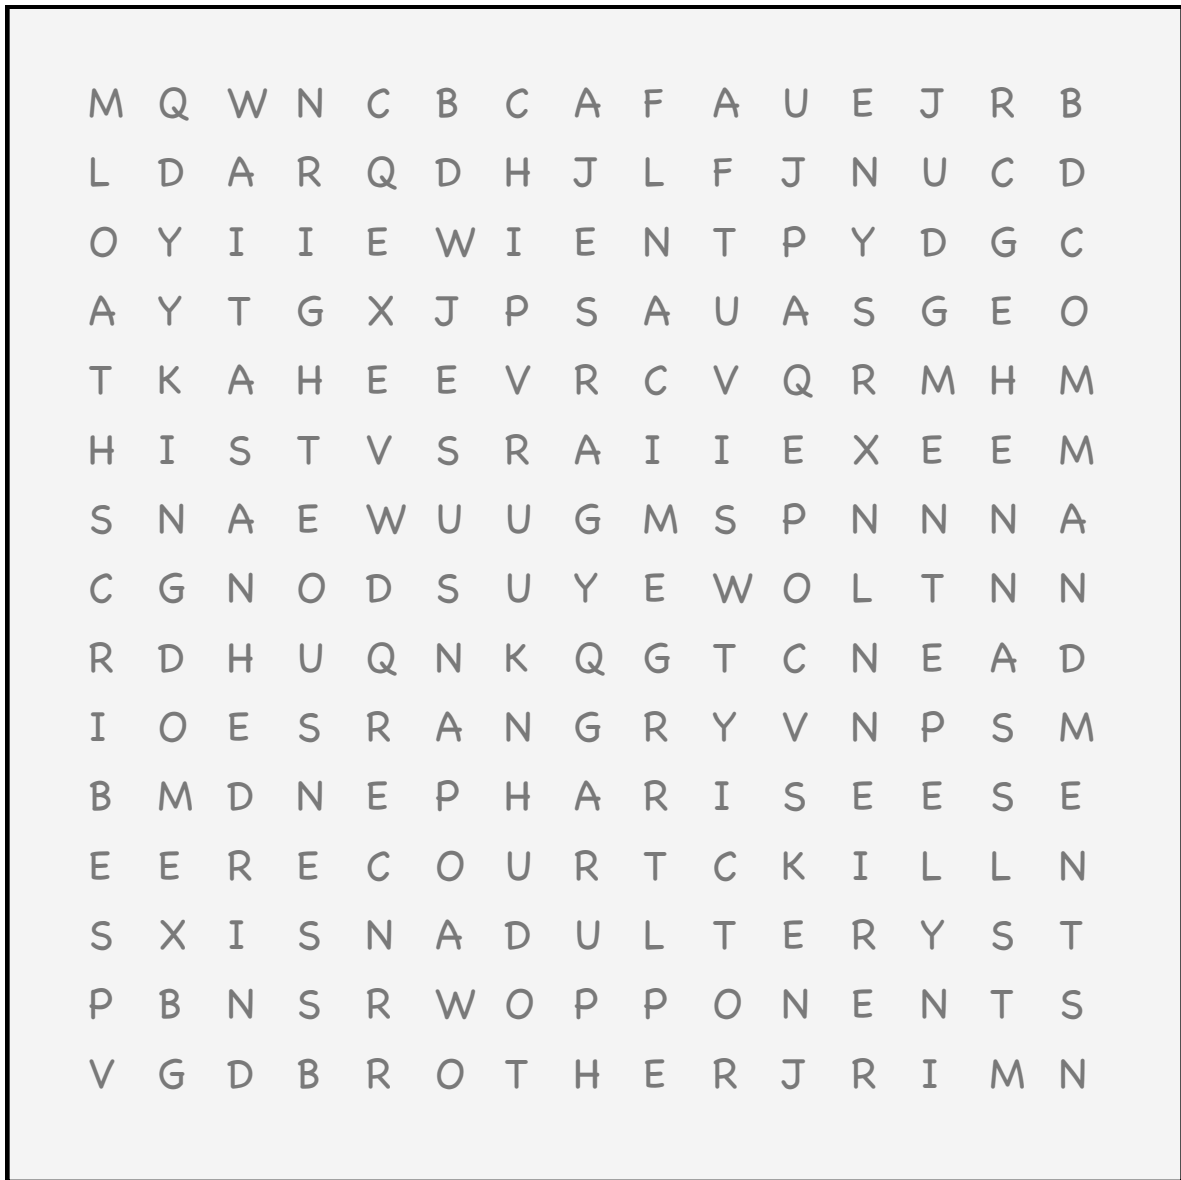 M Q W N C B C A F A U E J R B
L D A R Q D H J L F J N U C D
O Y I I E W I E N T P Y D G C
A Y T G X J P S A U A S G E O
T K A H E E V R C V Q R M H M
H I S T V S R A I I E X E E M
S N A E W U U G M S P N N N A
C G N O D S U Y E W O L T N N
R D H U Q N K Q G T C N E A D
I O E S R A N G R Y V N P S M
B M D N E P H A R I S E E S E
E E R E C O U R T C K I L L N
S X I S N A D U L T E R Y S T
P B N S R W O P P O N E N T S
V G D B R O T H E R J R I M N